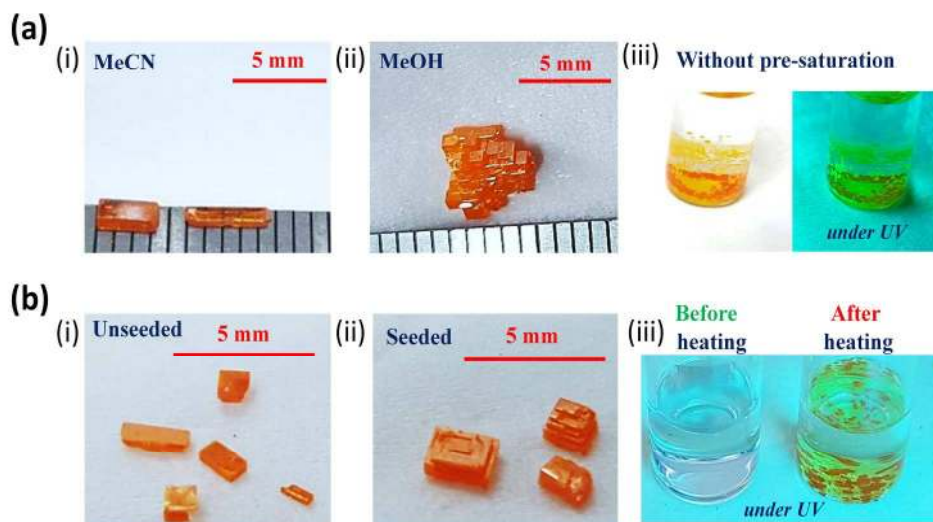 (a)
(i) MeCN
5 mm
(ii) MeOH
5 mm
(iii) Without pre-saturation
under UV
(b)
(i) Unseeded
5 mm
(ii) Seeded
5 mm
(iii) Before heating
After heating
under UV